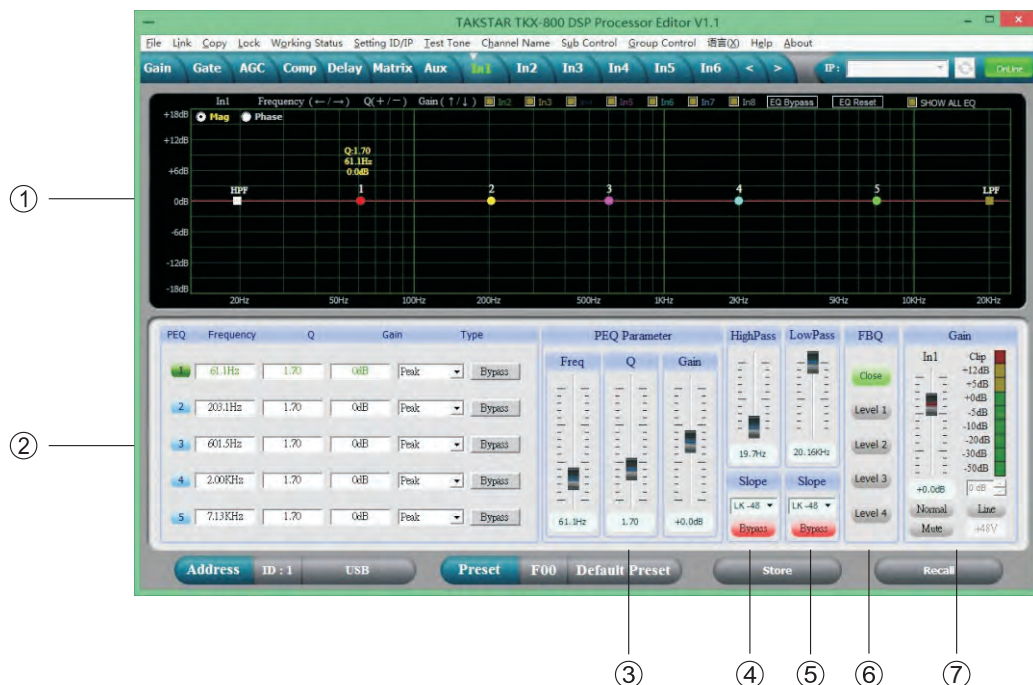 TAKSTAR TKX-800 DSP Processor Editor V1.1
File Link Copy Lock Working Status Setting ID/IP Test Tone Channel Name Sub Control Group Control 语言(X) Help About
Gain Gate AGC Comp Delay Matrix Aux In1 In2 In3 In4 In5 In6 < > IP: OnLine
In1 Frequency (←/→) Q(+/−) Gain (↑/↓) In2 In3 In4 In5 In6 In7 In8 EQ Bypass EQ Reset SHOW ALL EQ
+18dB Mag Phase
+12dB
Q:1.70
61.1Hz
0.0dB
+6dB
HPF 1 2 3 4 5 LPF
0dB
-6dB
-12dB
-18dB
20Hz 50Hz 100Hz 200Hz 500Hz 1KHz 2KHz 5KHz 10KHz 20KHz
①
PEQ Frequency Q Gain Type
1 61.1Hz 1.70 0dB Peak Bypass
2 203.1Hz 1.70 0dB Peak Bypass
3 601.5Hz 1.70 0dB Peak Bypass
4 2.00KHz 1.70 0dB Peak Bypass
5 7.13KHz 1.70 0dB Peak Bypass
②
PEQ Parameter
Freq Q Gain
61.1Hz 1.70 +0.0dB
HighPass
19.7Hz
Slope
LK-48
Bypass
LowPass
20.16KHz
Slope
LK-48
Bypass
FBQ
Close
Level 1
Level 2
Level 3
Level 4
Gain
In1
Clip
+12dB
+5dB
+0dB
-5dB
-10dB
-20dB
-30dB
-50dB
+0.0dB 0 dB
Normal Line
Mute +48V
Address ID : 1 USB Preset F00 Default Preset Store Recall
③ ④ ⑤ ⑥ ⑦